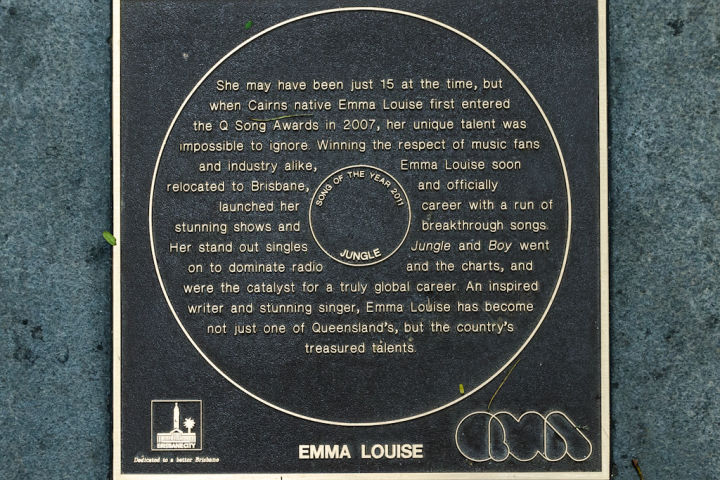 She may have been just 15 at the time, but
when Cairns native Emma Louise first entered
the Q Song Awards in 2007, her unique talent was
impossible to ignore. Winning the respect of music fans
and industry alike, Emma Louise soon
relocated to Brisbane, and officially
launched her career with a run of
stunning shows and breakthrough songs.
Her stand out singles Jungle and Boy went
on to dominate radio and the charts, and
were the catalyst for a truly global career. An inspired
writer and stunning singer, Emma Louise has become
not just one of Queensland's, but the country's
treasured talents.
SONG OF THE YEAR 2011
JUNGLE
BRISBANE CITY
Dedicated to a better Brisbane
EMMA LOUISE
QMA